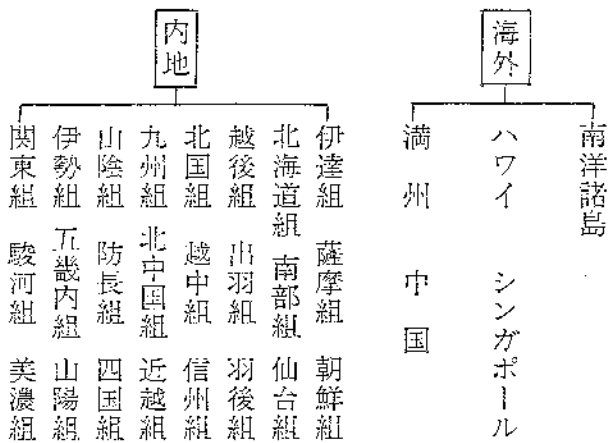 海外
南洋諸島
ハワイ シンガポール
満州 中国
内地
伊達組 薩摩組 朝鮮組
北海道組 南部組 仙台組
越後組 出羽組 羽後組
北国組 越中組 信州組
九州組 北中国組 近越組
山陰組 防長組 四国組
伊勢組 五畿内組 山陽組
関東組 駿河組 美濃組